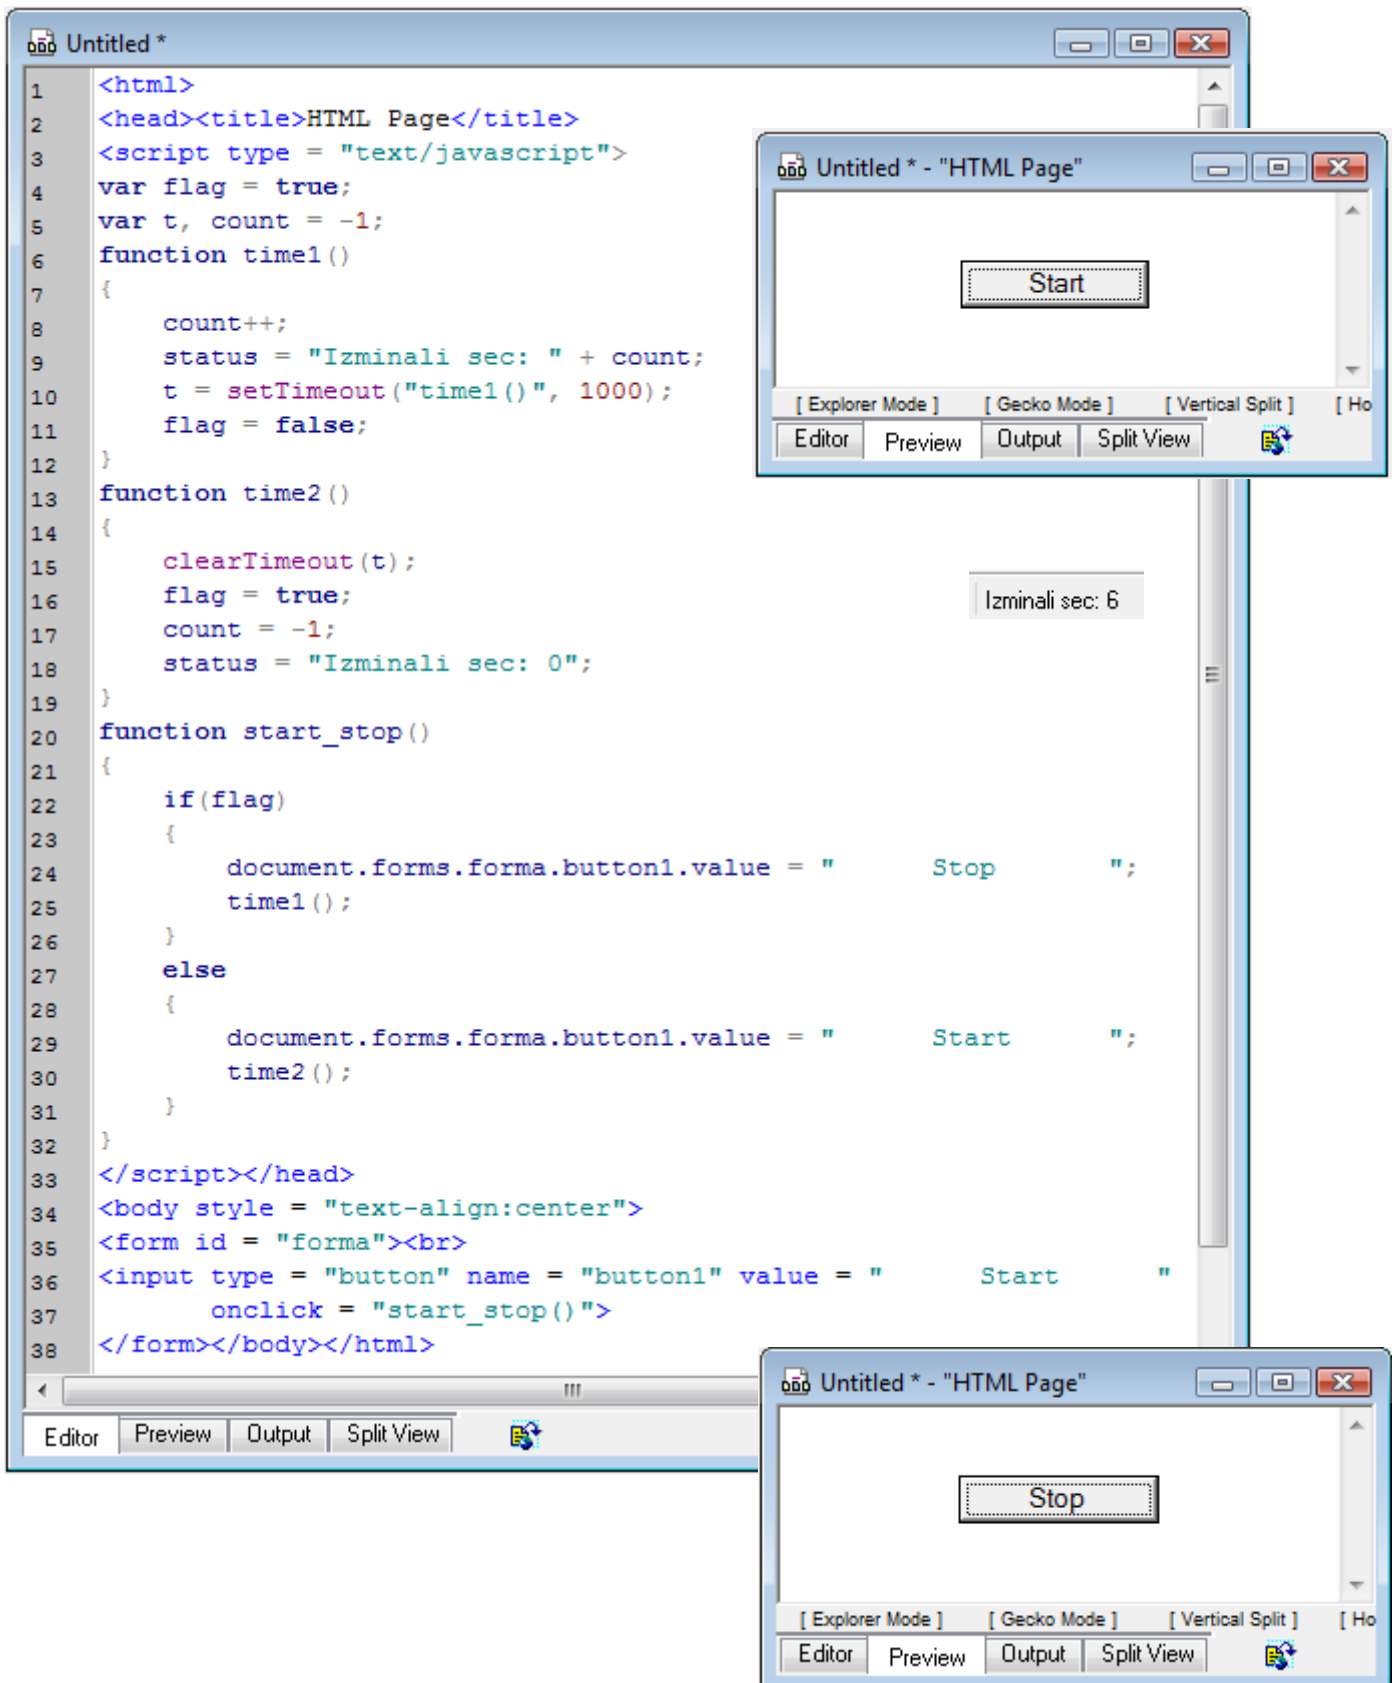 Untitled *
1 <html>
2 <head><title>HTML Page</title>
3 <script type = "text/javascript">
4 var flag = true;
5 var t, count = -1;
6 function time1()
7 {
8     count++;
9     status = "Izminali sec: " + count;
10     t = setTimeout("time1()", 1000);
11     flag = false;
12 }
13 function time2()
14 {
15     clearTimeout(t);
16     flag = true;
17     count = -1;
18     status = "Izminali sec: 0";
19 }
20 function start_stop()
21 {
22     if(flag)
23     {
24         document.forms.forma.button1.value = "      Stop       ";
25         time1();
26     }
27     else
28     {
29         document.forms.forma.button1.value = "      Start      ";
30         time2();
31     }
32 }
33 </script></head>
34 <body style = "text-align:center">
35 <form id = "forma"><br>
36 <input type = "button" name = "button1" value = "      Start      "
37        onclick = "start_stop()">
38 </form></body></html>
Editor Preview Output Split View
Untitled * - "HTML Page"
Start
[ Explorer Mode ] [ Gecko Mode ] [ Vertical Split ] [ Ho
Editor Preview Output Split View
Izminali sec: 6
Untitled * - "HTML Page"
Stop
[ Explorer Mode ] [ Gecko Mode ] [ Vertical Split ] [ Ho
Editor Preview Output Split View